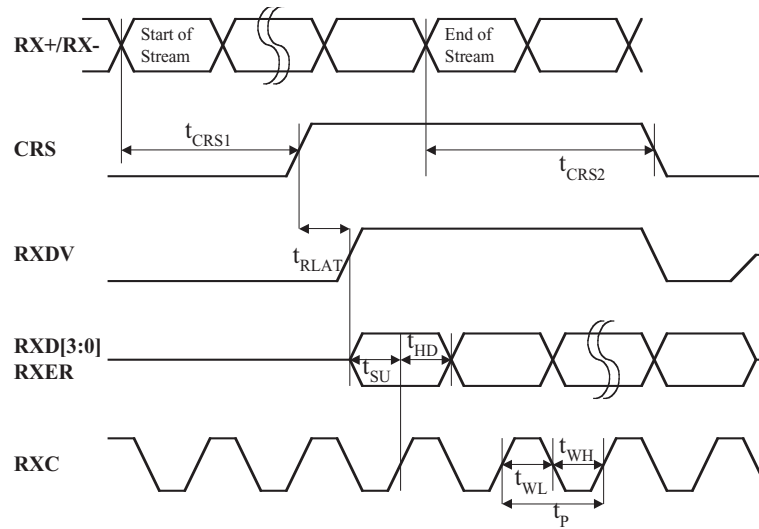 RX+/RX-
Start of
Stream
End of
Stream
CRS
tCRS1
tCRS2
RXDV
tRLAT
RXD[3:0]
RXER
tSU
tHD
RXC
tWL
tWH
tP